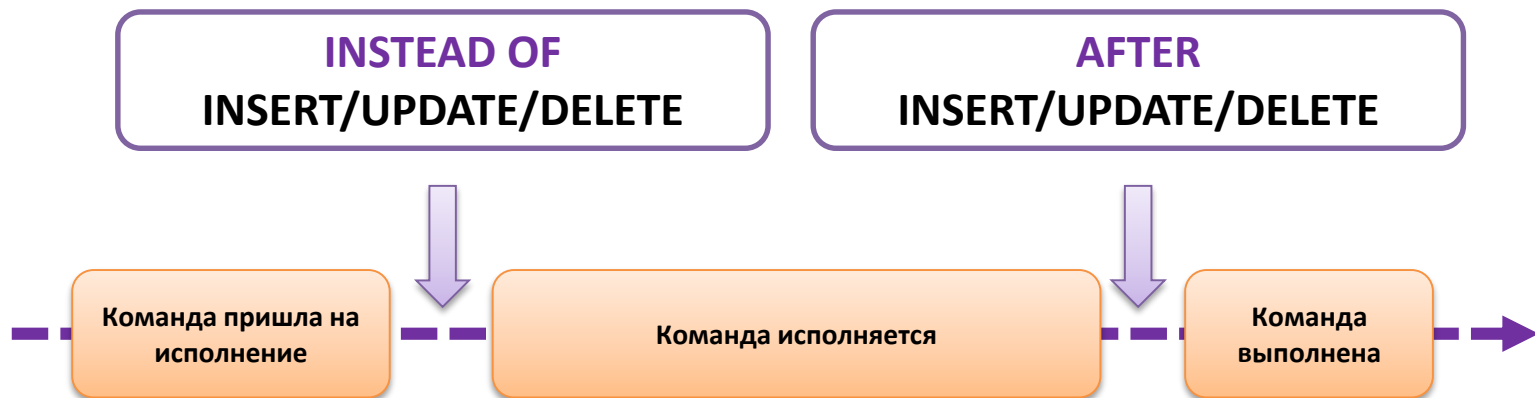 INSTEAD OF
INSERT/UPDATE/DELETE
AFTER
INSERT/UPDATE/DELETE
Команда пришла на
исполнение
Команда исполняется
Команда
выполнена